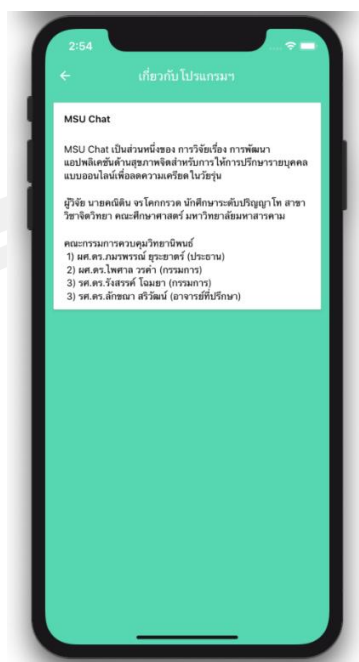 2:54
เกี่ยวกับโปรแกรมฯ
MSU Chat
MSU Chat เป็นส่วนหนึ่งของ การวิจัยเรื่อง การพัฒนา
แอปพลิเคชันด้านสุขภาพจิตสำหรับการให้การปรึกษารายบุคคล
แบบออนไลน์เพื่อลดความเครียดในวัยรุ่น
ผู้วิจัย นายคณิติน จรโคกกรวด นักศึกษาระดับปริญญาโท สาขา
วิชาจิตวิทยา คณะศึกษาศาสตร์ มหาวิทยาลัยมหาสารคาม
คณะกรรมการควบคุมวิทยานิพนธ์
1) ผศ.ดร.ภมรพรรณ์ ยุระยาตร์ (ประธาน)
2) ผศ.ดร.ไพศาล วรคำ (กรรมการ)
3) รศ.ดร.รังสรรค์ โฉมยา (กรรมการ)
3) รศ.ดร.ลักขณา สริวัฒน์ (อาจารย์ที่ปรึกษา)